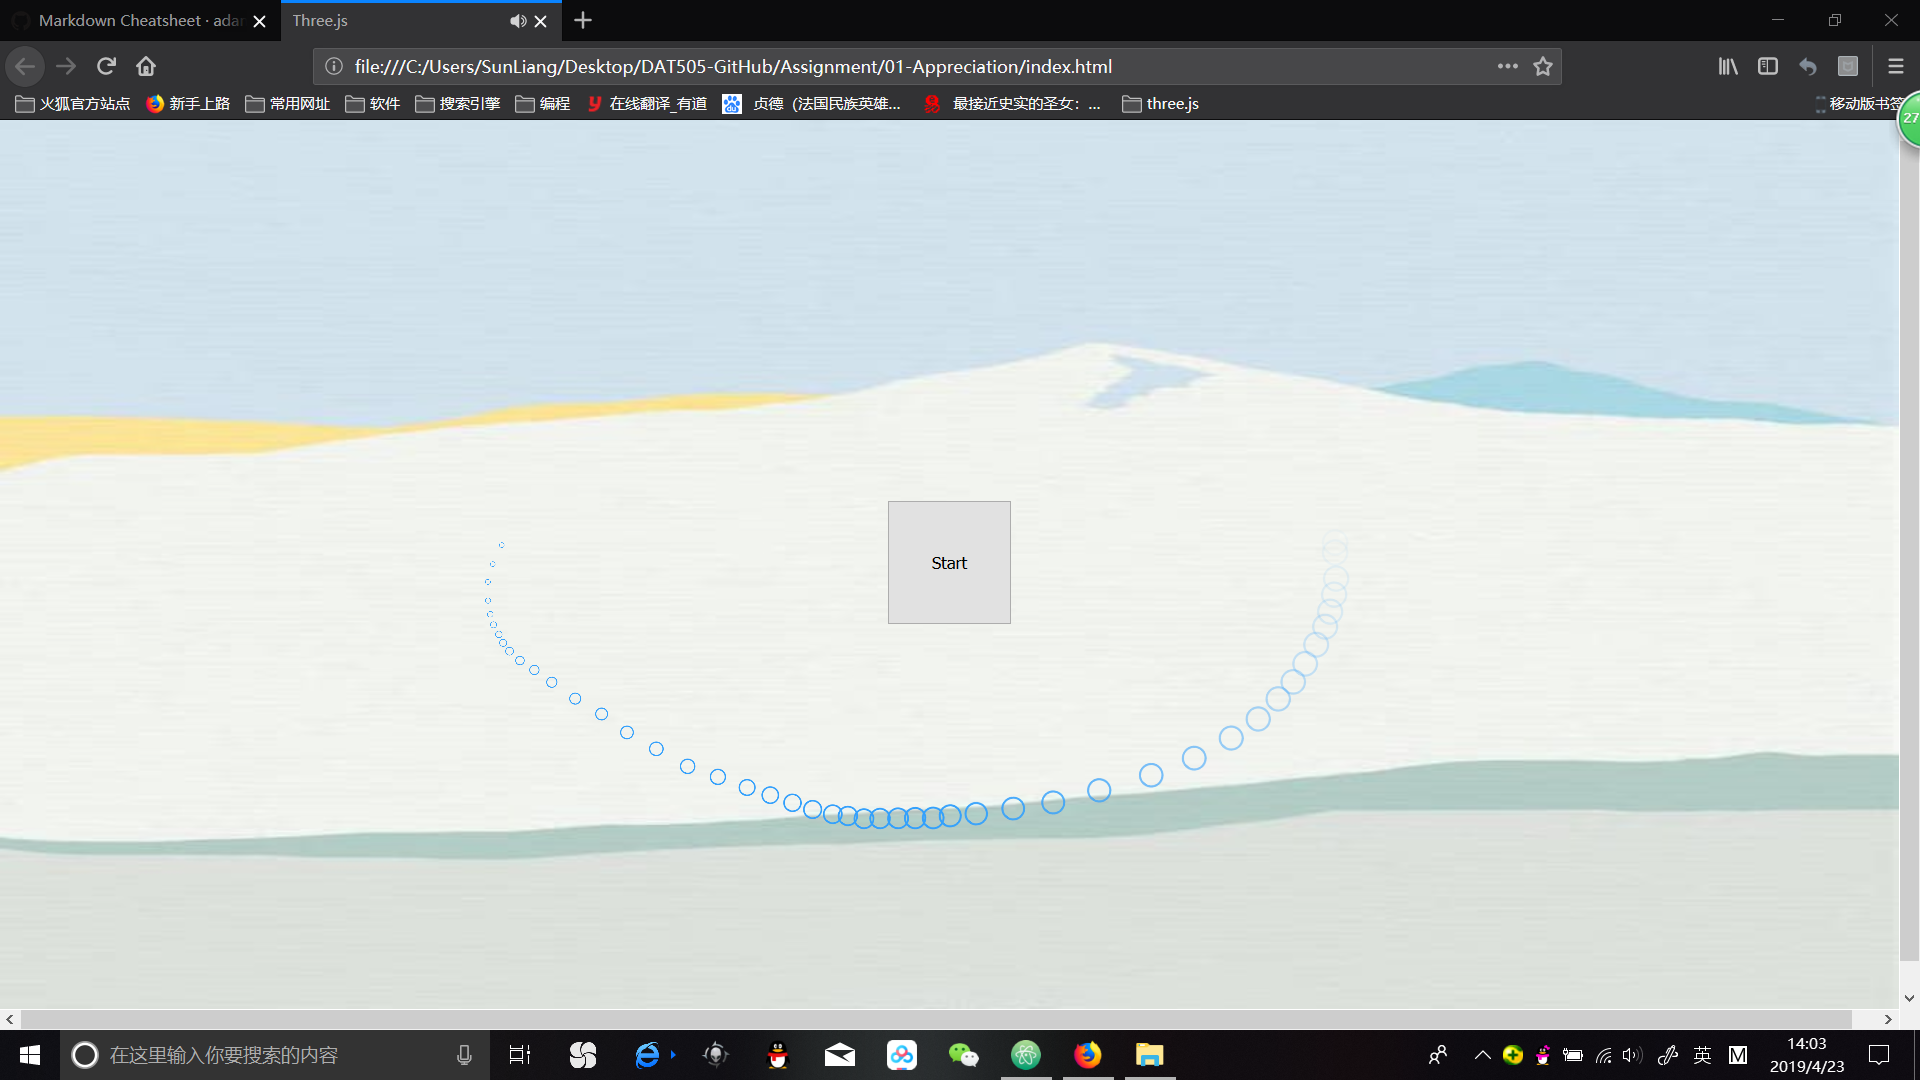 Markdown Cheatsheet · adar
Three.js
file:///C:/Users/SunLiang/Desktop/DAT505-GitHub/Assignment/01-Appreciation/index.html
火狐官方站点 新手上路 常用网址 软件 搜索引擎 编程 在线翻译_有道 贞德（法国民族英雄... 最接近史实的圣女：... three.js 移动版书签
27
Start
在这里输入你要搜索的内容
英
M
14:03
2019/4/23